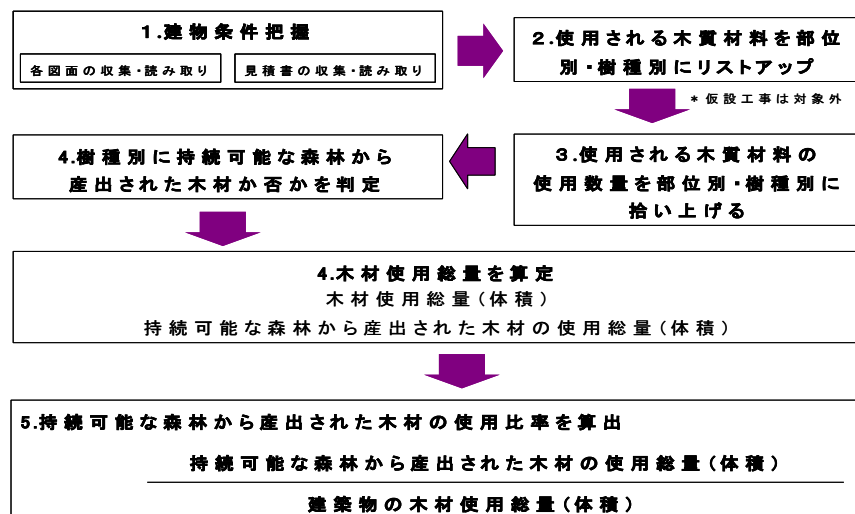 1.建物条件把握
各図面の収集・読み取り
見積書の収集・読み取り
2.使用される木質材料を部位
別・樹種別にリストアップ
*仮設工事は対象外
3.使用される木質材料の
使用数量を部位別・樹種別に
拾い上げる
4.樹種別に持続可能な森林から
産出された木材か否かを判定
4.木材使用総量を算定
木材使用総量(体積)
持続可能な森林から産出された木材の使用総量(体積)
5.持続可能な森林から産出された木材の使用比率を算出
持続可能な森林から産出された木材の使用総量(体積)
建築物の木材使用総量(体積)